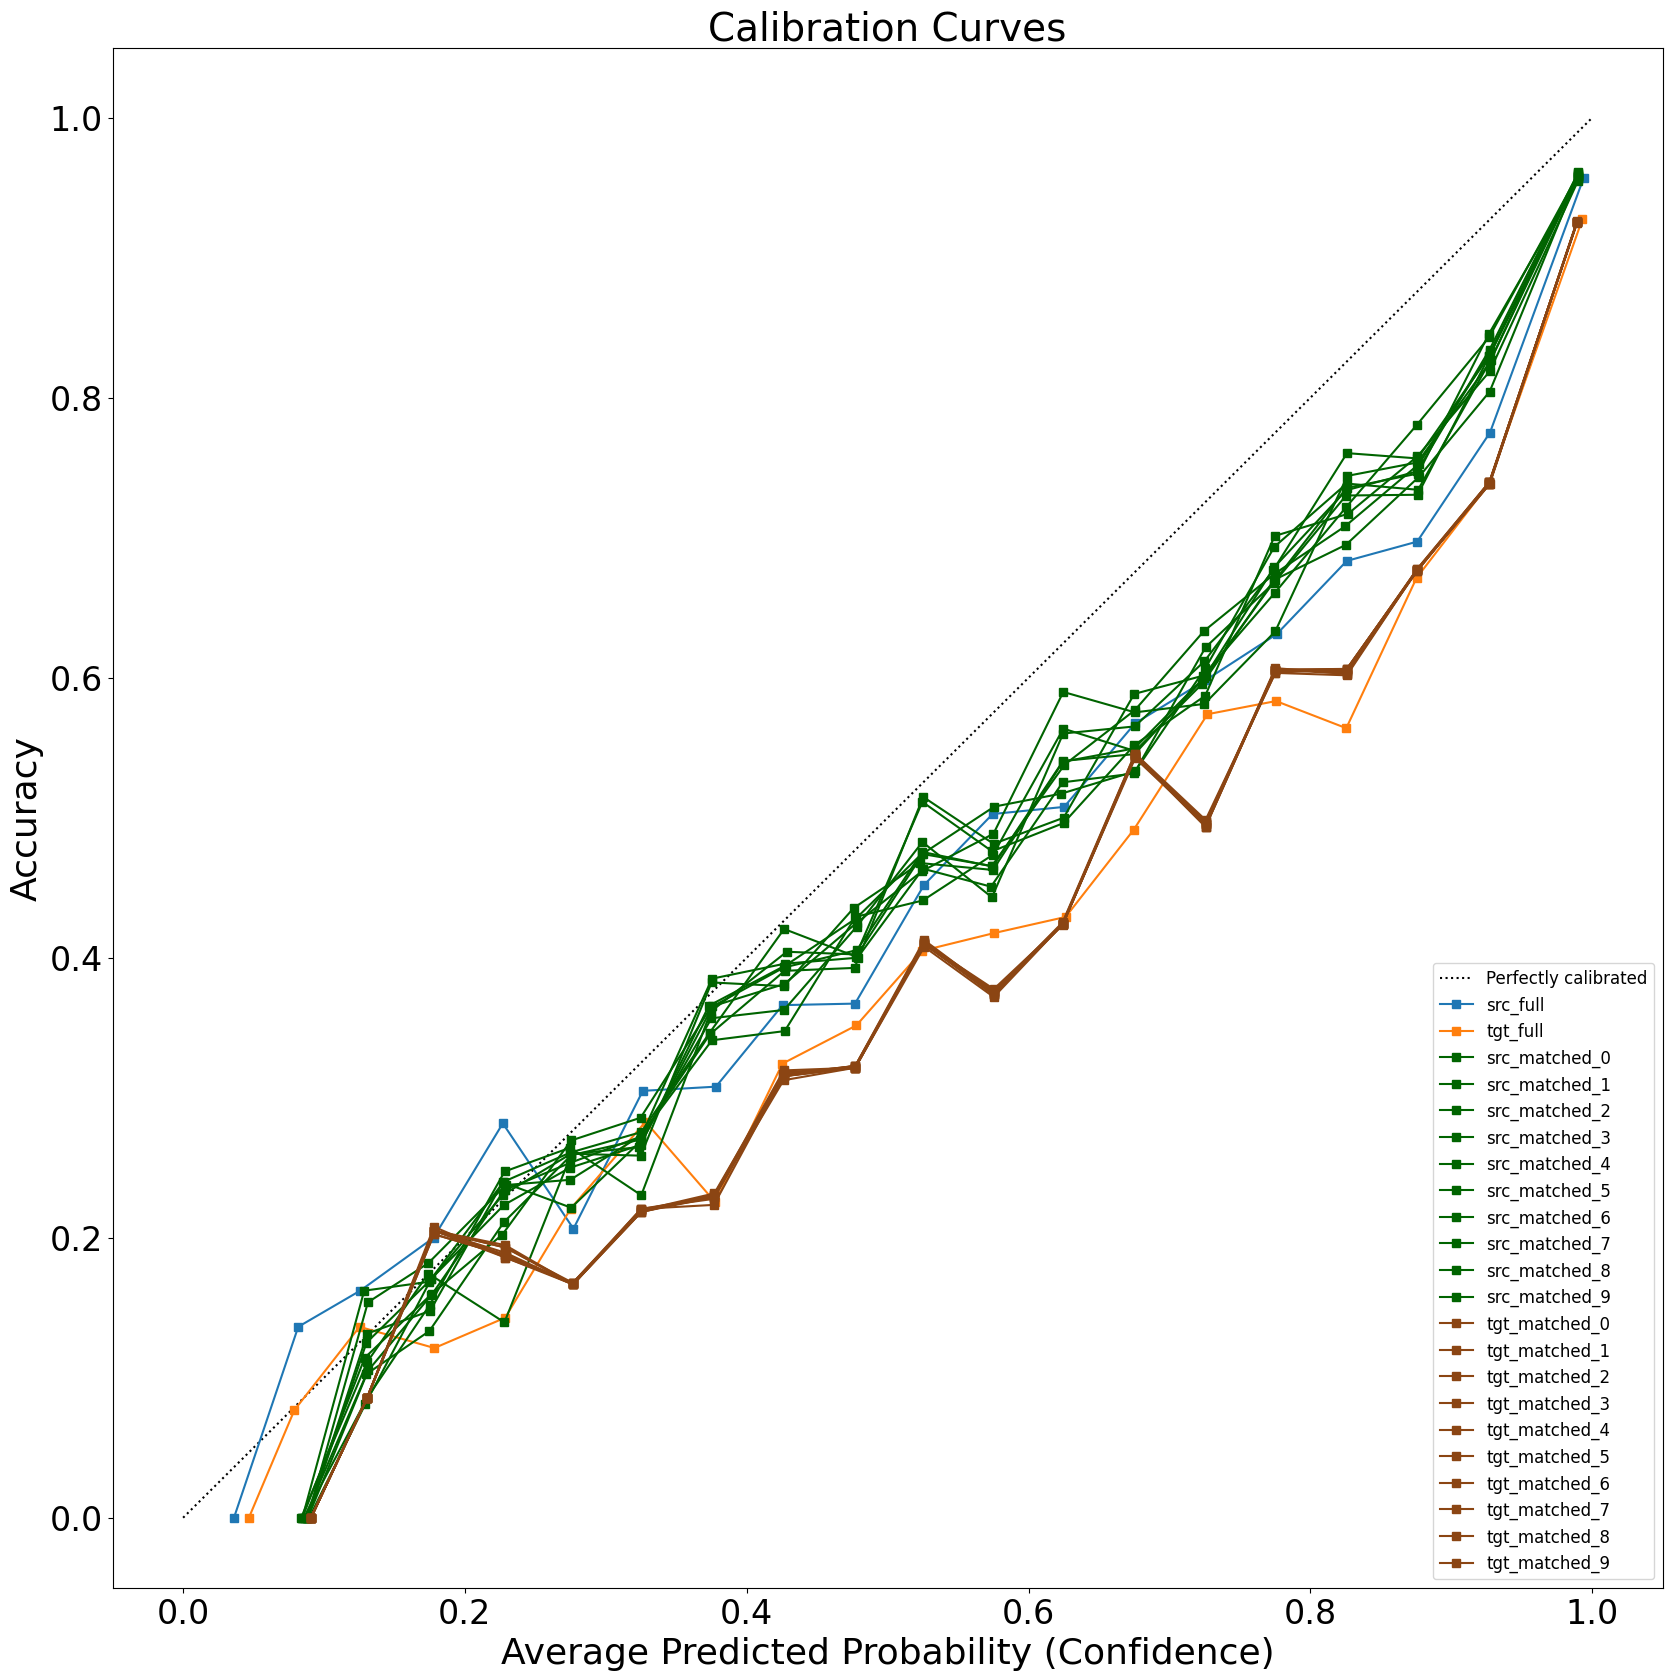 Calibration Curves
1.0
0.8
0.6
0.4
0.2
0.0
Accuracy
0.0 0.2 0.4 0.6 0.8 1.0
Average Predicted Probability (Confidence)
Perfectly calibrated
src_full
tgt_full
src_matched_0
src_matched_1
src_matched_2
src_matched_3
src_matched_4
src_matched_5
src_matched_6
src_matched_7
src_matched_8
src_matched_9
tgt_matched_0
tgt_matched_1
tgt_matched_2
tgt_matched_3
tgt_matched_4
tgt_matched_5
tgt_matched_6
tgt_matched_7
tgt_matched_8
tgt_matched_9